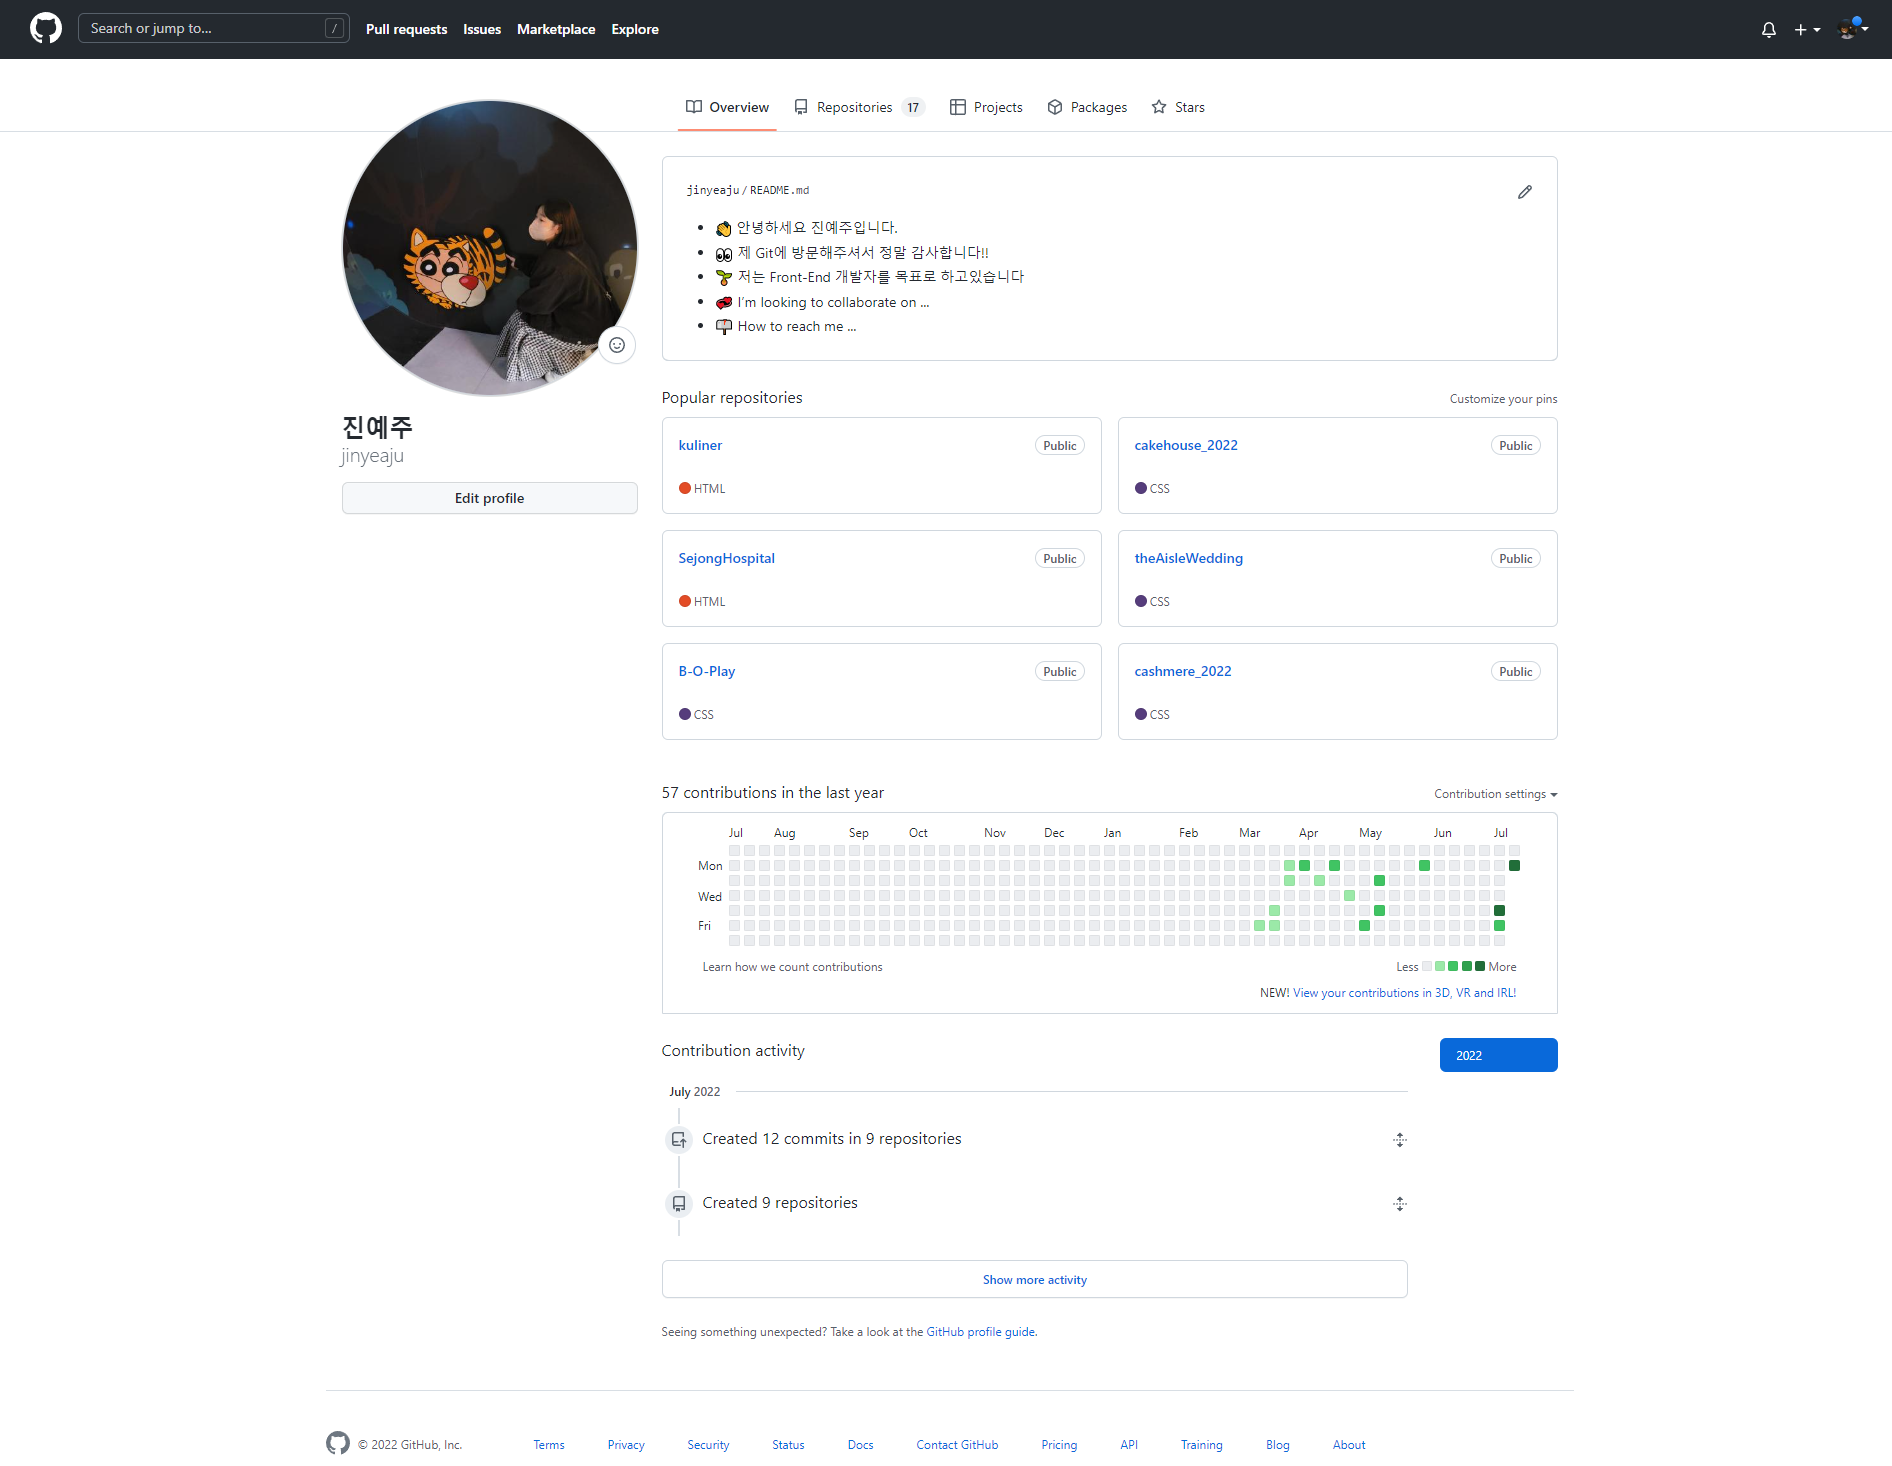 Search or jump to... /
Pull requests Issues Marketplace Explore
Overview Repositories 17 Projects Packages Stars
jinyeaju / README.md
👋 안녕하세요 진예주입니다.
👀 제 Git에 방문해주셔서 정말 감사합니다!!
🌱 저는 Front-End 개발자를 목표로 하고있습니다
💞️ I'm looking to collaborate on ...
📫 How to reach me ...
진예주
jinyeaju
Edit profile
Popular repositories Customize your pins
kuliner Public
HTML
cakehouse_2022 Public
CSS
SejongHospital Public
HTML
theAisleWedding Public
CSS
B-O-Play Public
CSS
cashmere_2022 Public
CSS
57 contributions in the last year Contribution settings
Jul Aug Sep Oct Nov Dec Jan Feb Mar Apr May Jun Jul
Mon
Wed
Fri
Learn how we count contributions Less More
NEW! View your contributions in 3D, VR and IRL!
Contribution activity 2022
July 2022
Created 12 commits in 9 repositories
Created 9 repositories
Show more activity
Seeing something unexpected? Take a look at the GitHub profile guide.
© 2022 GitHub, Inc. Terms Privacy Security Status Docs Contact GitHub Pricing API Training Blog About